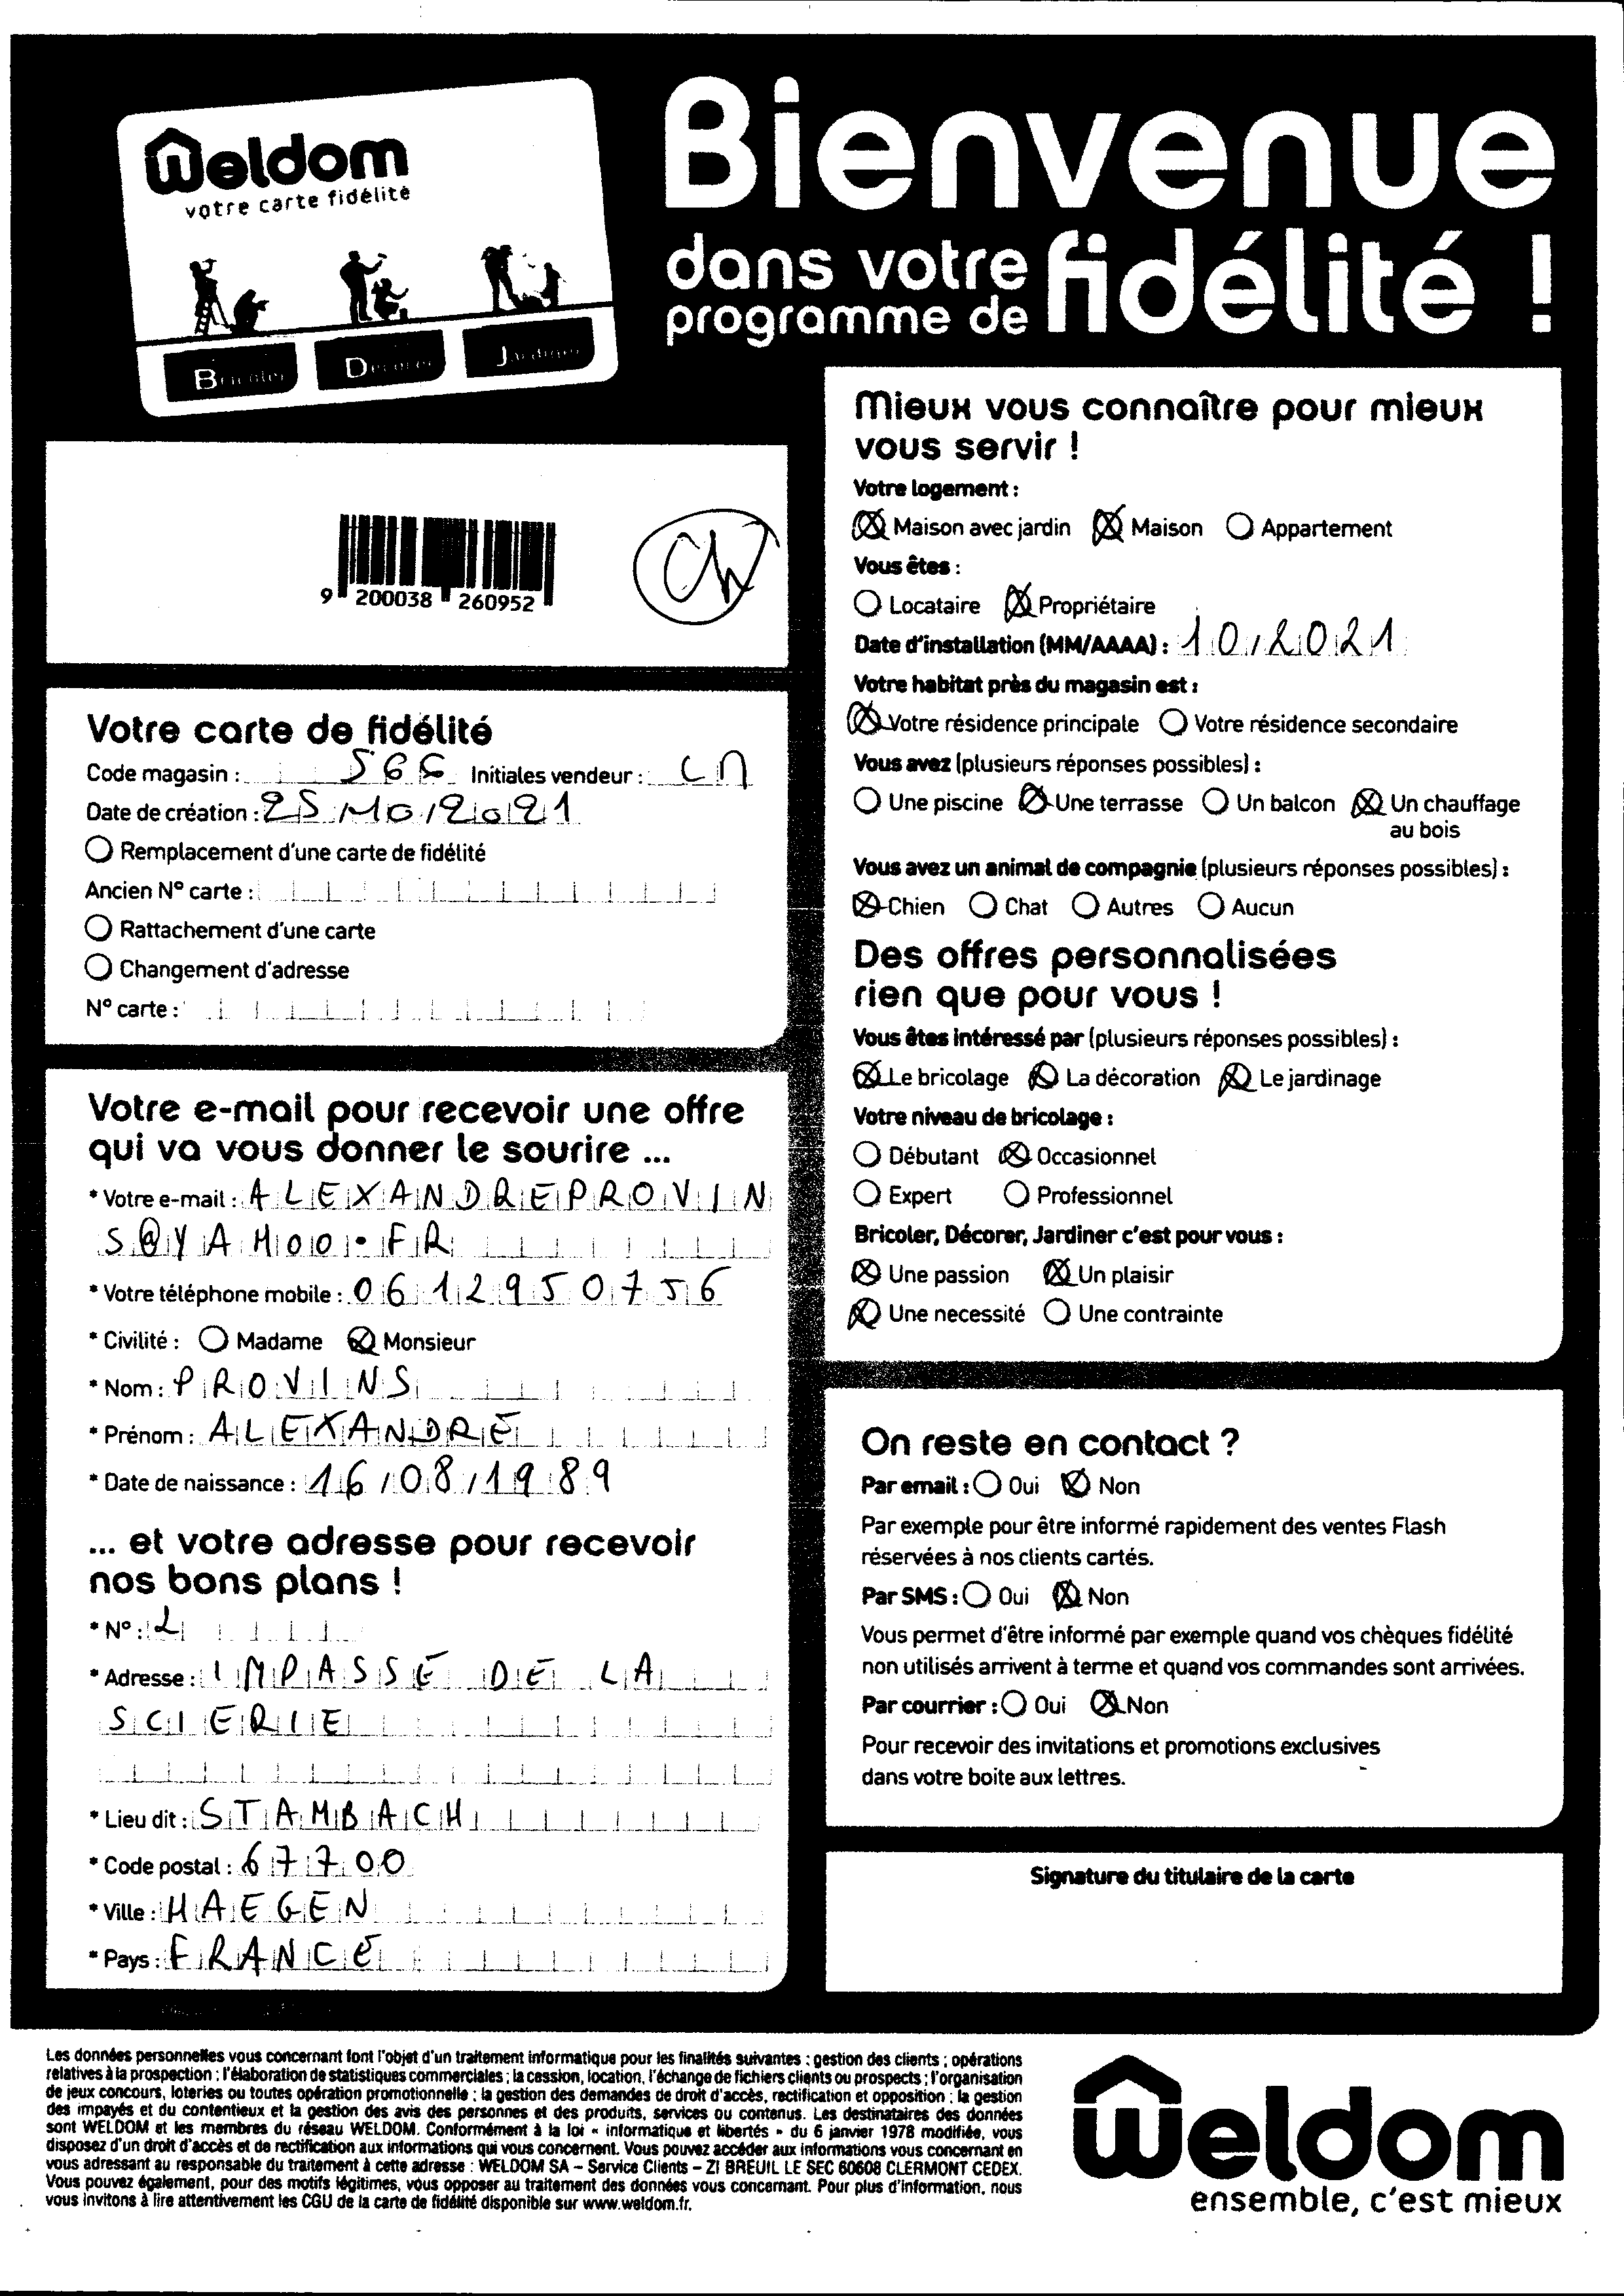 Weldom
votre carte fidélité
Bricoler Décorer Jardiner
Bienvenue
dans votre
programme de fidélité !
9 200038 260952
Votre carte de fidélité
Code magasin : 566 Initiales vendeur :
Date de création : 25/10/2021
Remplacement d'une carte de fidélité
Ancien N° carte :
Rattachement d'une carte
Changement d'adresse
N° carte :
Votre e-mail pour recevoir une offre
qui va vous donner le sourire ...
* Votre e-mail : ALEXANDREPROVIN
S@YAHOO.FR
* Votre téléphone mobile : 0612950756
* Civilité : Madame Monsieur
* Nom : PROVINS
* Prénom : ALEXANDRE
* Date de naissance : 16/08/1989
... et votre adresse pour recevoir
nos bons plans !
* N° : 2
* Adresse : IMPASSE DE LA
SCIERIE
* Lieu dit : STAMBACH
* Code postal : 67700
* Ville : HAEGEN
* Pays : FRANCE
Mieux vous connaître pour mieux
vous servir !
Votre logement :
Maison avec jardin Maison Appartement
Vous êtes :
Locataire Propriétaire
Date d'installation (MM/AAAA) : 10/2021
Votre habitat près du magasin est :
Votre résidence principale Votre résidence secondaire
Vous avez (plusieurs réponses possibles) :
Une piscine Une terrasse Un balcon Un chauffage
au bois
Vous avez un animal de compagnie (plusieurs réponses possibles) :
Chien Chat Autres Aucun
Des offres personnalisées
rien que pour vous !
Vous êtes intéressé par (plusieurs réponses possibles) :
Le bricolage La décoration Le jardinage
Votre niveau de bricolage :
Débutant Occasionnel
Expert Professionnel
Bricoler, Décorer, Jardiner c'est pour vous :
Une passion Un plaisir
Une necessité Une contrainte
On reste en contact ?
Par email : Oui Non
Par exemple pour être informé rapidement des ventes Flash
réservées à nos clients cartés.
Par SMS : Oui Non
Vous permet d'être informé par exemple quand vos chèques fidélité
non utilisés arrivent à terme et quand vos commandes sont arrivées.
Par courrier : Oui Non
Pour recevoir des invitations et promotions exclusives
dans votre boite aux lettres.
Signature du titulaire de la carte
Les données personnelles vous concernant font l'objet d'un traitement informatique pour les finalités suivantes : gestion des clients ; opérations
relatives à la prospection ; l'élaboration de statistiques commerciales ; la cession, location, l'échange de fichiers clients ou prospects ; l'organisation
de jeux concours, loteries ou toutes opération promotionnelle ; la gestion des demandes de droit d'accès, rectification et opposition ; la gestion
des impayés et du contentieux et la gestion des avis des personnes et des produits, services ou contenus. Les destinataires des données
sont WELDOM et les membres du réseau WELDOM. Conformément à la loi « informatique et libertés » du 6 janvier 1978 modifiée, vous
disposez d'un droit d'accès et de rectification aux informations qui vous concernent. Vous pouvez accéder aux informations vous concernant en
vous adressant au responsable du traitement à cette adresse : WELDOM SA – Service Clients – ZI BREUIL LE SEC 60608 CLERMONT CEDEX.
Vous pouvez également, pour des motifs légitimes, vous opposer au traitement des données vous concernant. Pour plus d'information, nous
vous invitons à lire attentivement les CGU de la carte de fidélité disponible sur www.weldom.fr.
Weldom
ensemble, c'est mieux